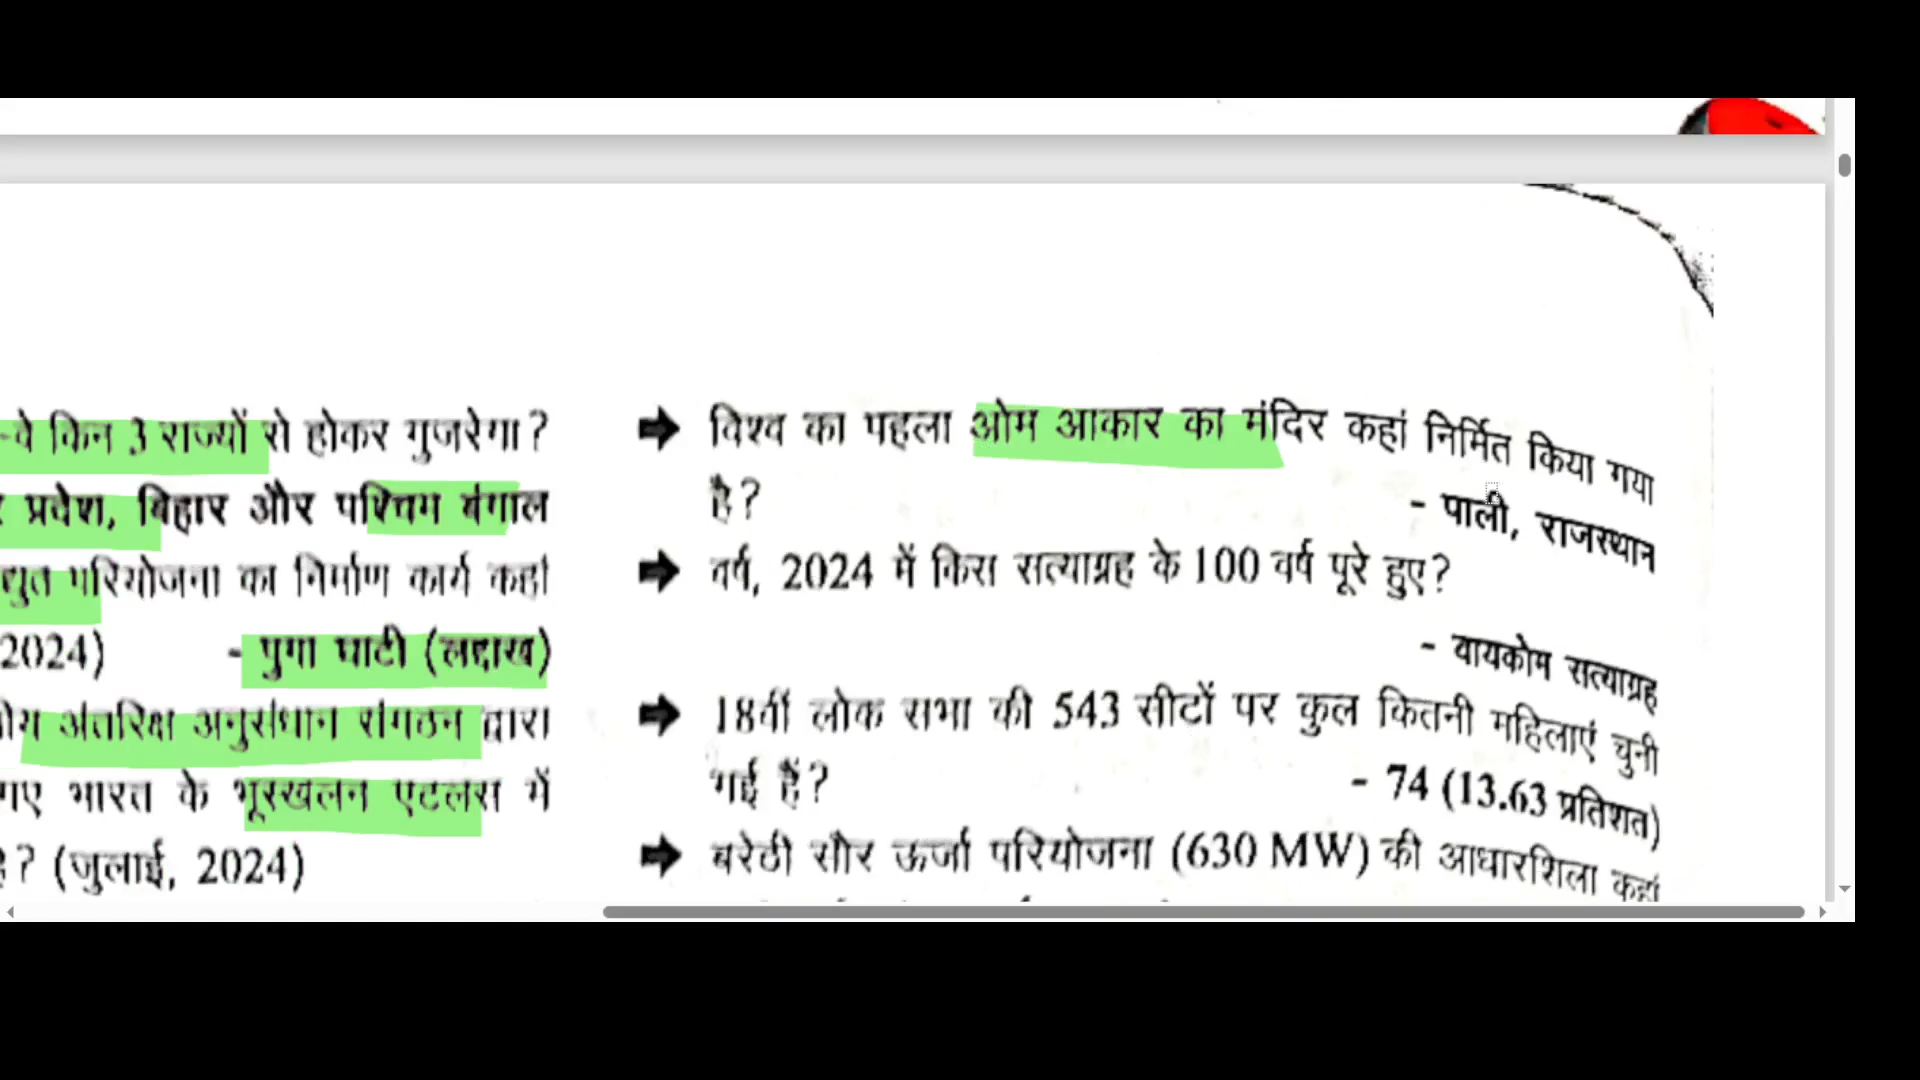 -वे किन 3 राज्यों से होकर गुजरेगा?
प्रदेश, बिहार और पश्चिम बंगाल
द्युत परियोजना का निर्माण कार्य कहां
2024) - पुगा घाटी (लद्दाख)
अंतरिक्ष अनुसंधान संगठन द्वारा
गए भारत के भूस्खलन एटलस में
है? (जुलाई, 2024)
➡ विश्व का पहला ओम आकार का मंदिर कहां निर्मित किया गया
है? - पाली, राजस्थान
➡ वर्ष, 2024 में किस सत्याग्रह के 100 वर्ष पूरे हुए?
- वायकोम सत्याग्रह
➡ 18वीं लोक सभा की 543 सीटों पर कुल कितनी महिलाएं चुनी
गई हैं? - 74 (13.63 प्रतिशत)
➡ बरेठी सौर ऊर्जा परियोजना (630 MW) की आधारशिला कहां